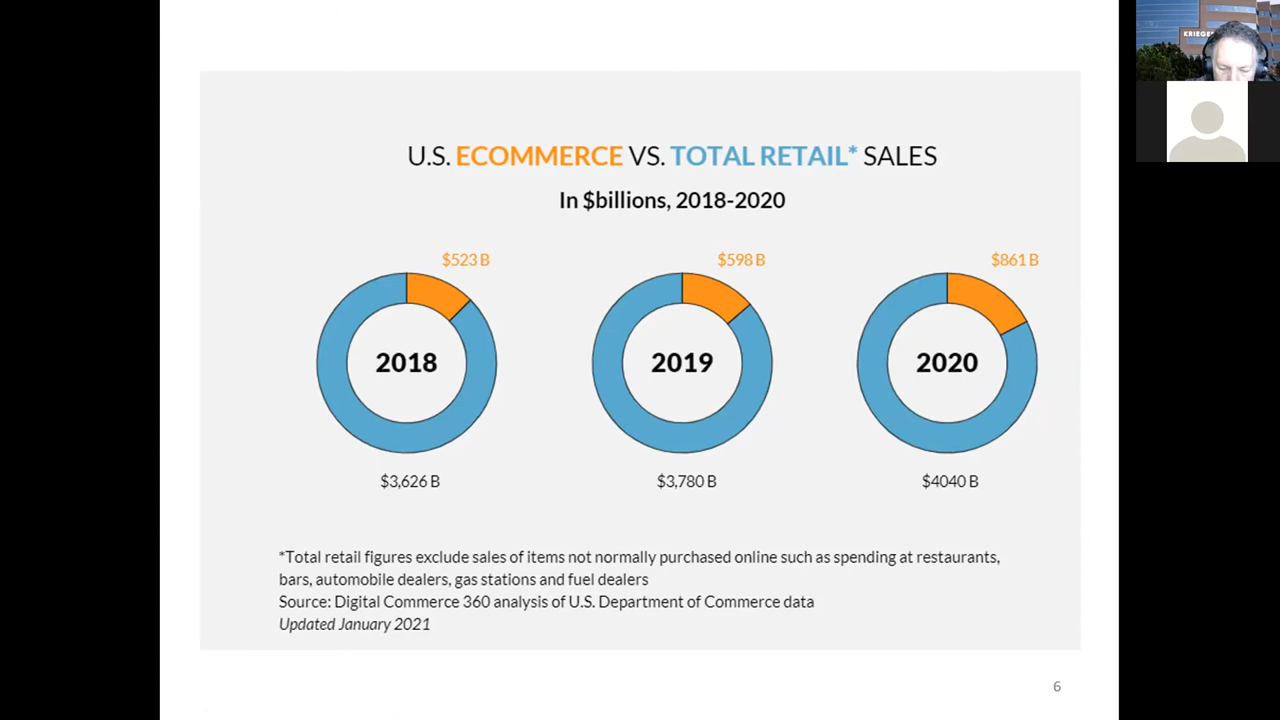 U.S. ECOMMERCE VS. TOTAL RETAIL* SALES
In $billions, 2018-2020
$523 B
$598 B
$861 B
2018
2019
2020
$3,626 B
$3,780 B
$4040 B
*Total retail figures exclude sales of items not normally purchased online such as spending at restaurants,
bars, automobile dealers, gas stations and fuel dealers
Source: Digital Commerce 360 analysis of U.S. Department of Commerce data
Updated January 2021
6